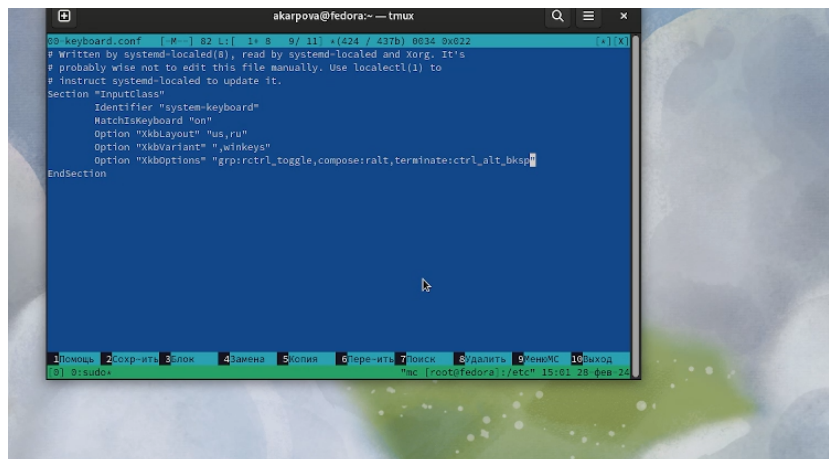 akarpova@fedora:~ — tmux
00-keyboard.conf [-M--] 82 L:[ 1+ 8 9/ 11] *(424 / 437b) 0034 0x022 [*][X]
# Written by systemd-localed(8), read by systemd-localed and Xorg. It's
# probably wise not to edit this file manually. Use localectl(1) to
# instruct systemd-localed to update it.
Section "InputClass"
Identifier "system-keyboard"
MatchIsKeyboard "on"
Option "XkbLayout" "us,ru"
Option "XkbVariant" ",winkeys"
Option "XkbOptions" "grp:rctrl_toggle,compose:ralt,terminate:ctrl_alt_bksp"
EndSection
1Помощь 2Сохр-ить 3Блок 4Замена 5Копия 6Пере-ить 7Поиск 8Удалить 9МенюMC 10Выход
[0] 0:sudo* "mc [root@fedora]:/etc" 15:01 28-фев-24